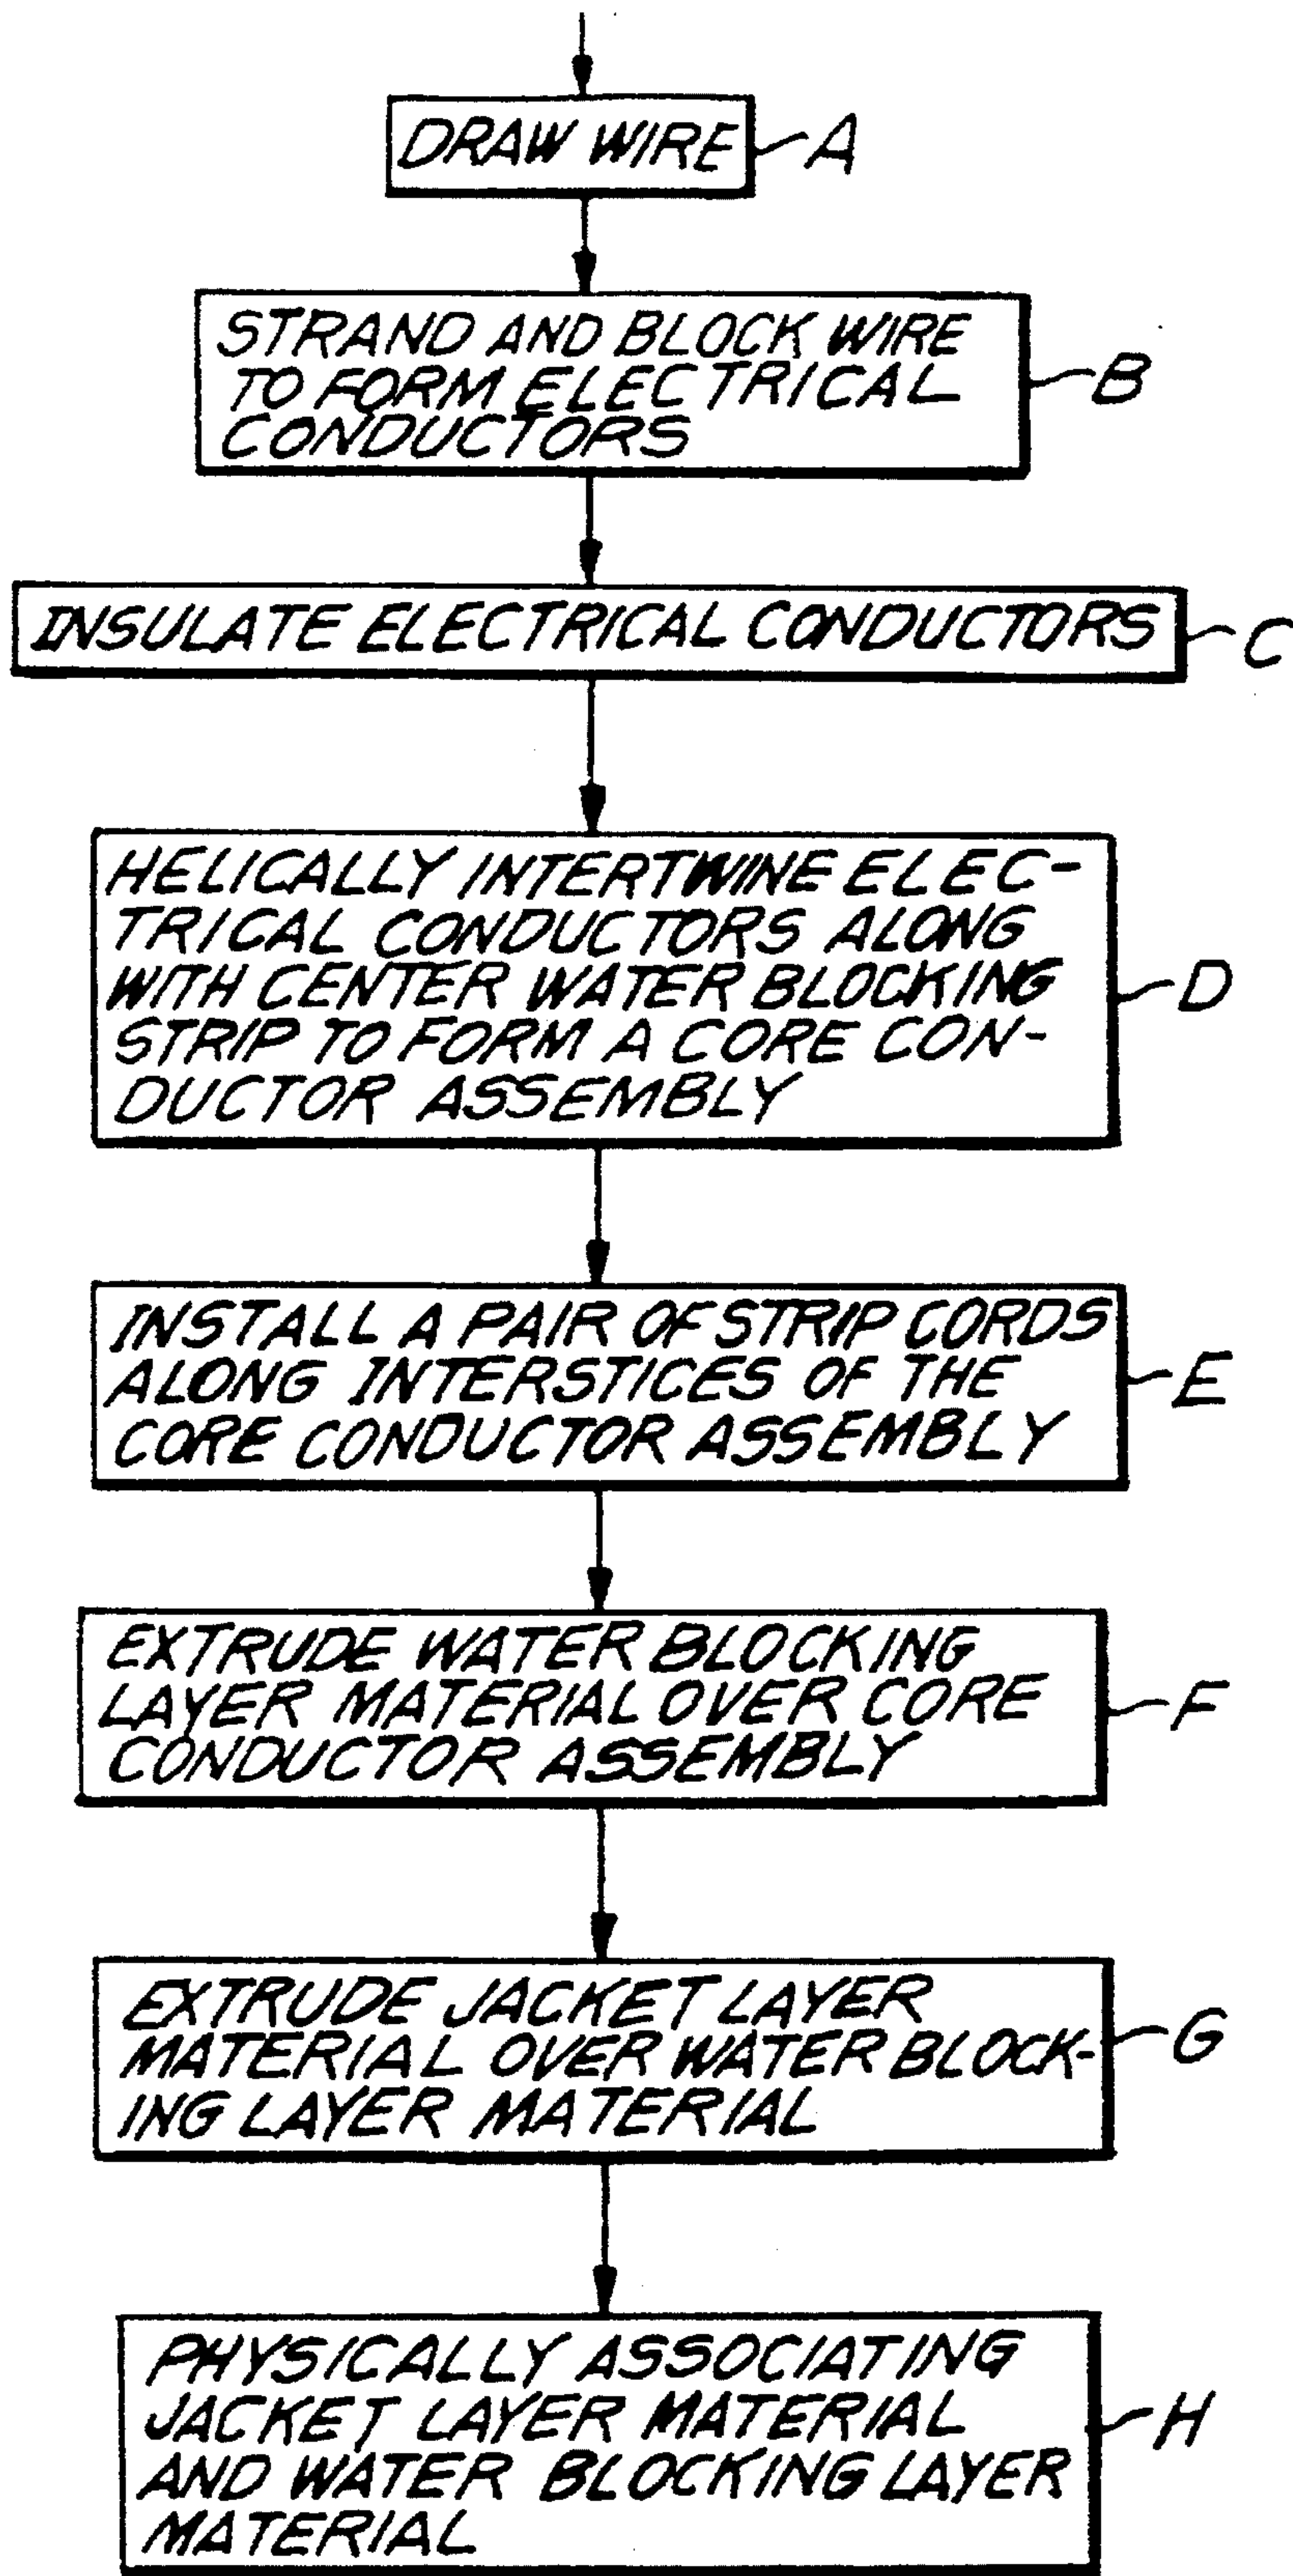 DRAW WIRE A
STRAND AND BLOCK WIRE
TO FORM ELECTRICAL B
CONDUCTORS
INSULATE ELECTRICAL CONDUCTORS C
HELICALLY INTERTWINE ELEC-
TRICAL CONDUCTORS ALONG
WITH CENTER WATER BLOCKING D
STRIP TO FORM A CORE CON-
DUCTOR ASSEMBLY
INSTALL A PAIR OF STRIP CORDS
ALONG INTERSTICES OF THE E
CORE CONDUCTOR ASSEMBLY
EXTRUDE WATER BLOCKING
LAYER MATERIAL OVER CORE F
CONDUCTOR ASSEMBLY
EXTRUDE JACKET LAYER
MATERIAL OVER WATER BLOCK- G
ING LAYER MATERIAL
PHYSICALLY ASSOCIATING
JACKET LAYER MATERIAL H
AND WATER BLOCKING LAYER
MATERIAL